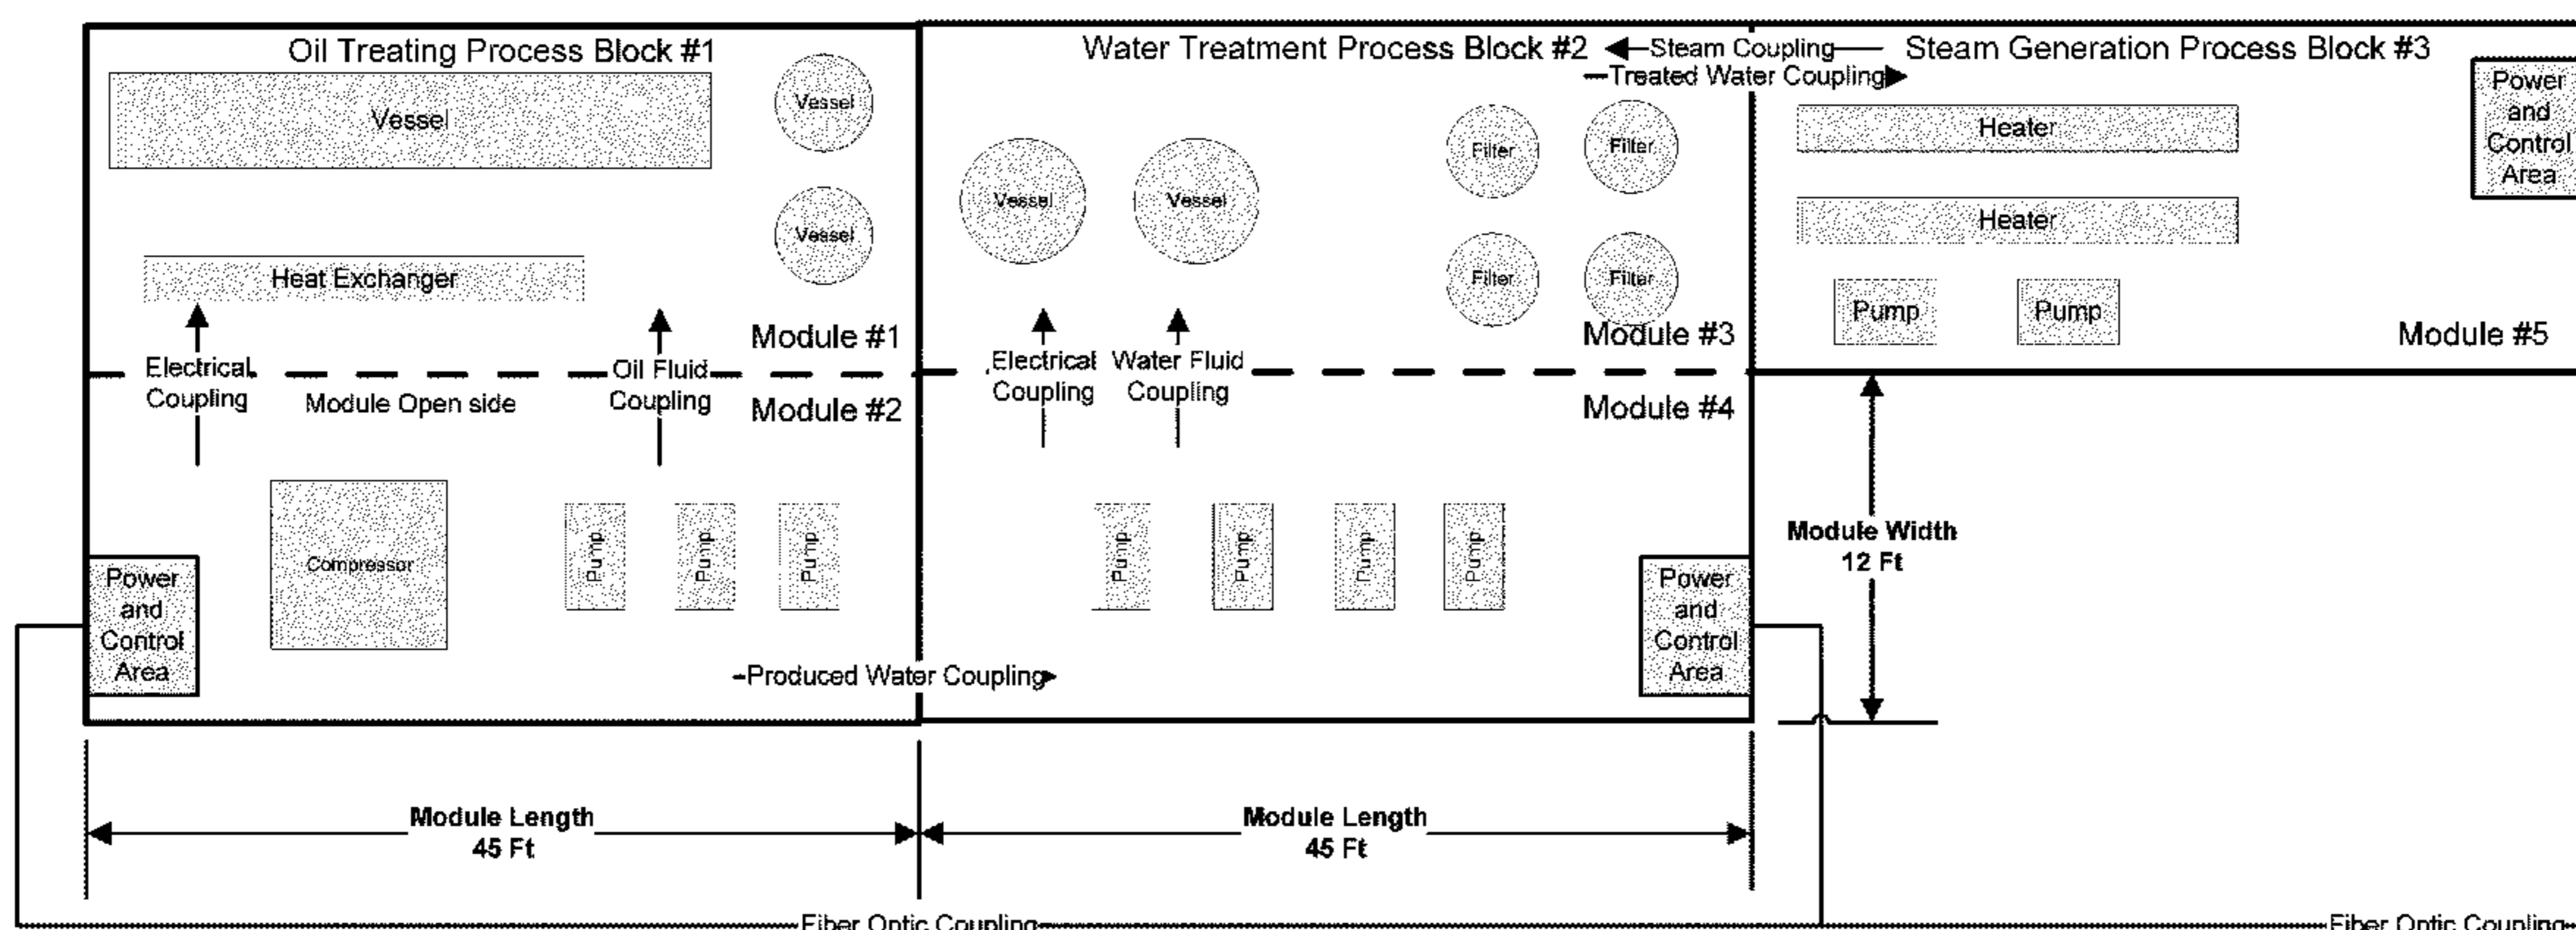 Oil Treating Process Block #1
Vessel
Vessel
Vessel
Heat Exchanger
Module #1
Electrical
Coupling
Module Open side
Oil Fluid
Coupling
Module #2
Compressor
Pump
Pump
Pump
Power
and
Control
Area
Produced Water Coupling
Water Treatment Process Block #2
Steam Coupling
Treated Water Coupling
Vessel
Vessel
Filter
Filter
Filter
Filter
Module #3
Electrical
Coupling
Water Fluid
Coupling
Module #4
Pump
Pump
Pump
Pump
Power
and
Control
Area
Steam Generation Process Block #3
Power
and
Control
Area
Heater
Heater
Pump
Pump
Module #5
Module Width
12 Ft
Module Length
45 Ft
Module Length
45 Ft
Fiber Optic Coupling
Fiber Optic Coupling